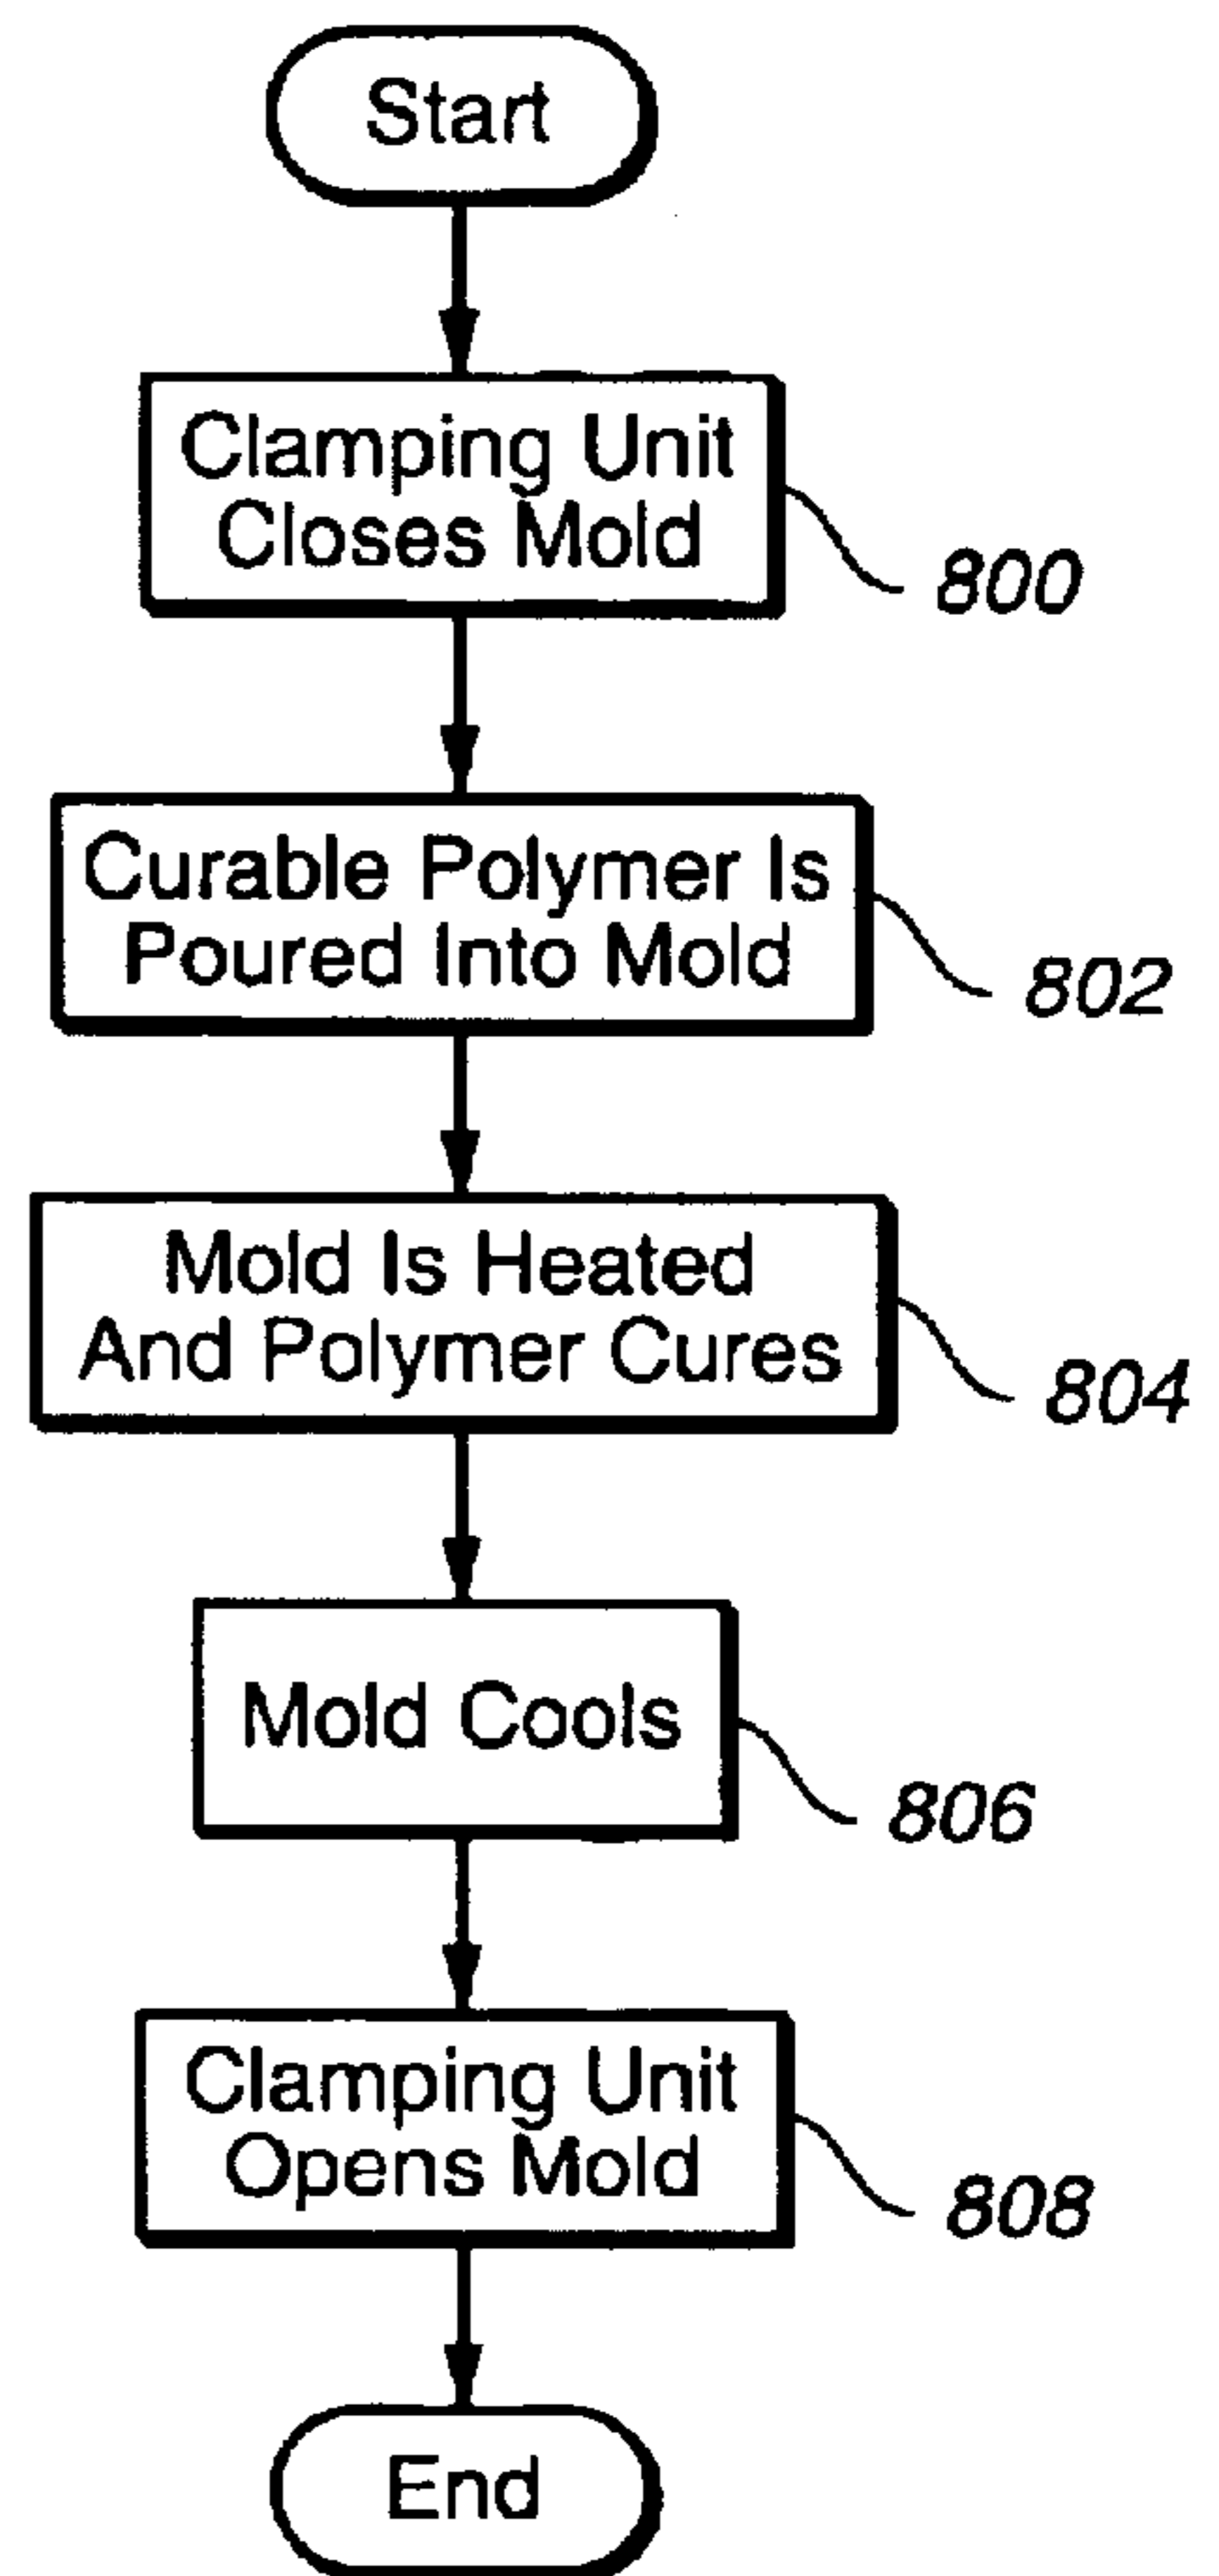 Start
Clamping Unit
Closes Mold
800
Curable Polymer Is
Poured Into Mold
802
Mold Is Heated
And Polymer Cures
804
Mold Cools
806
Clamping Unit
Opens Mold
808
End